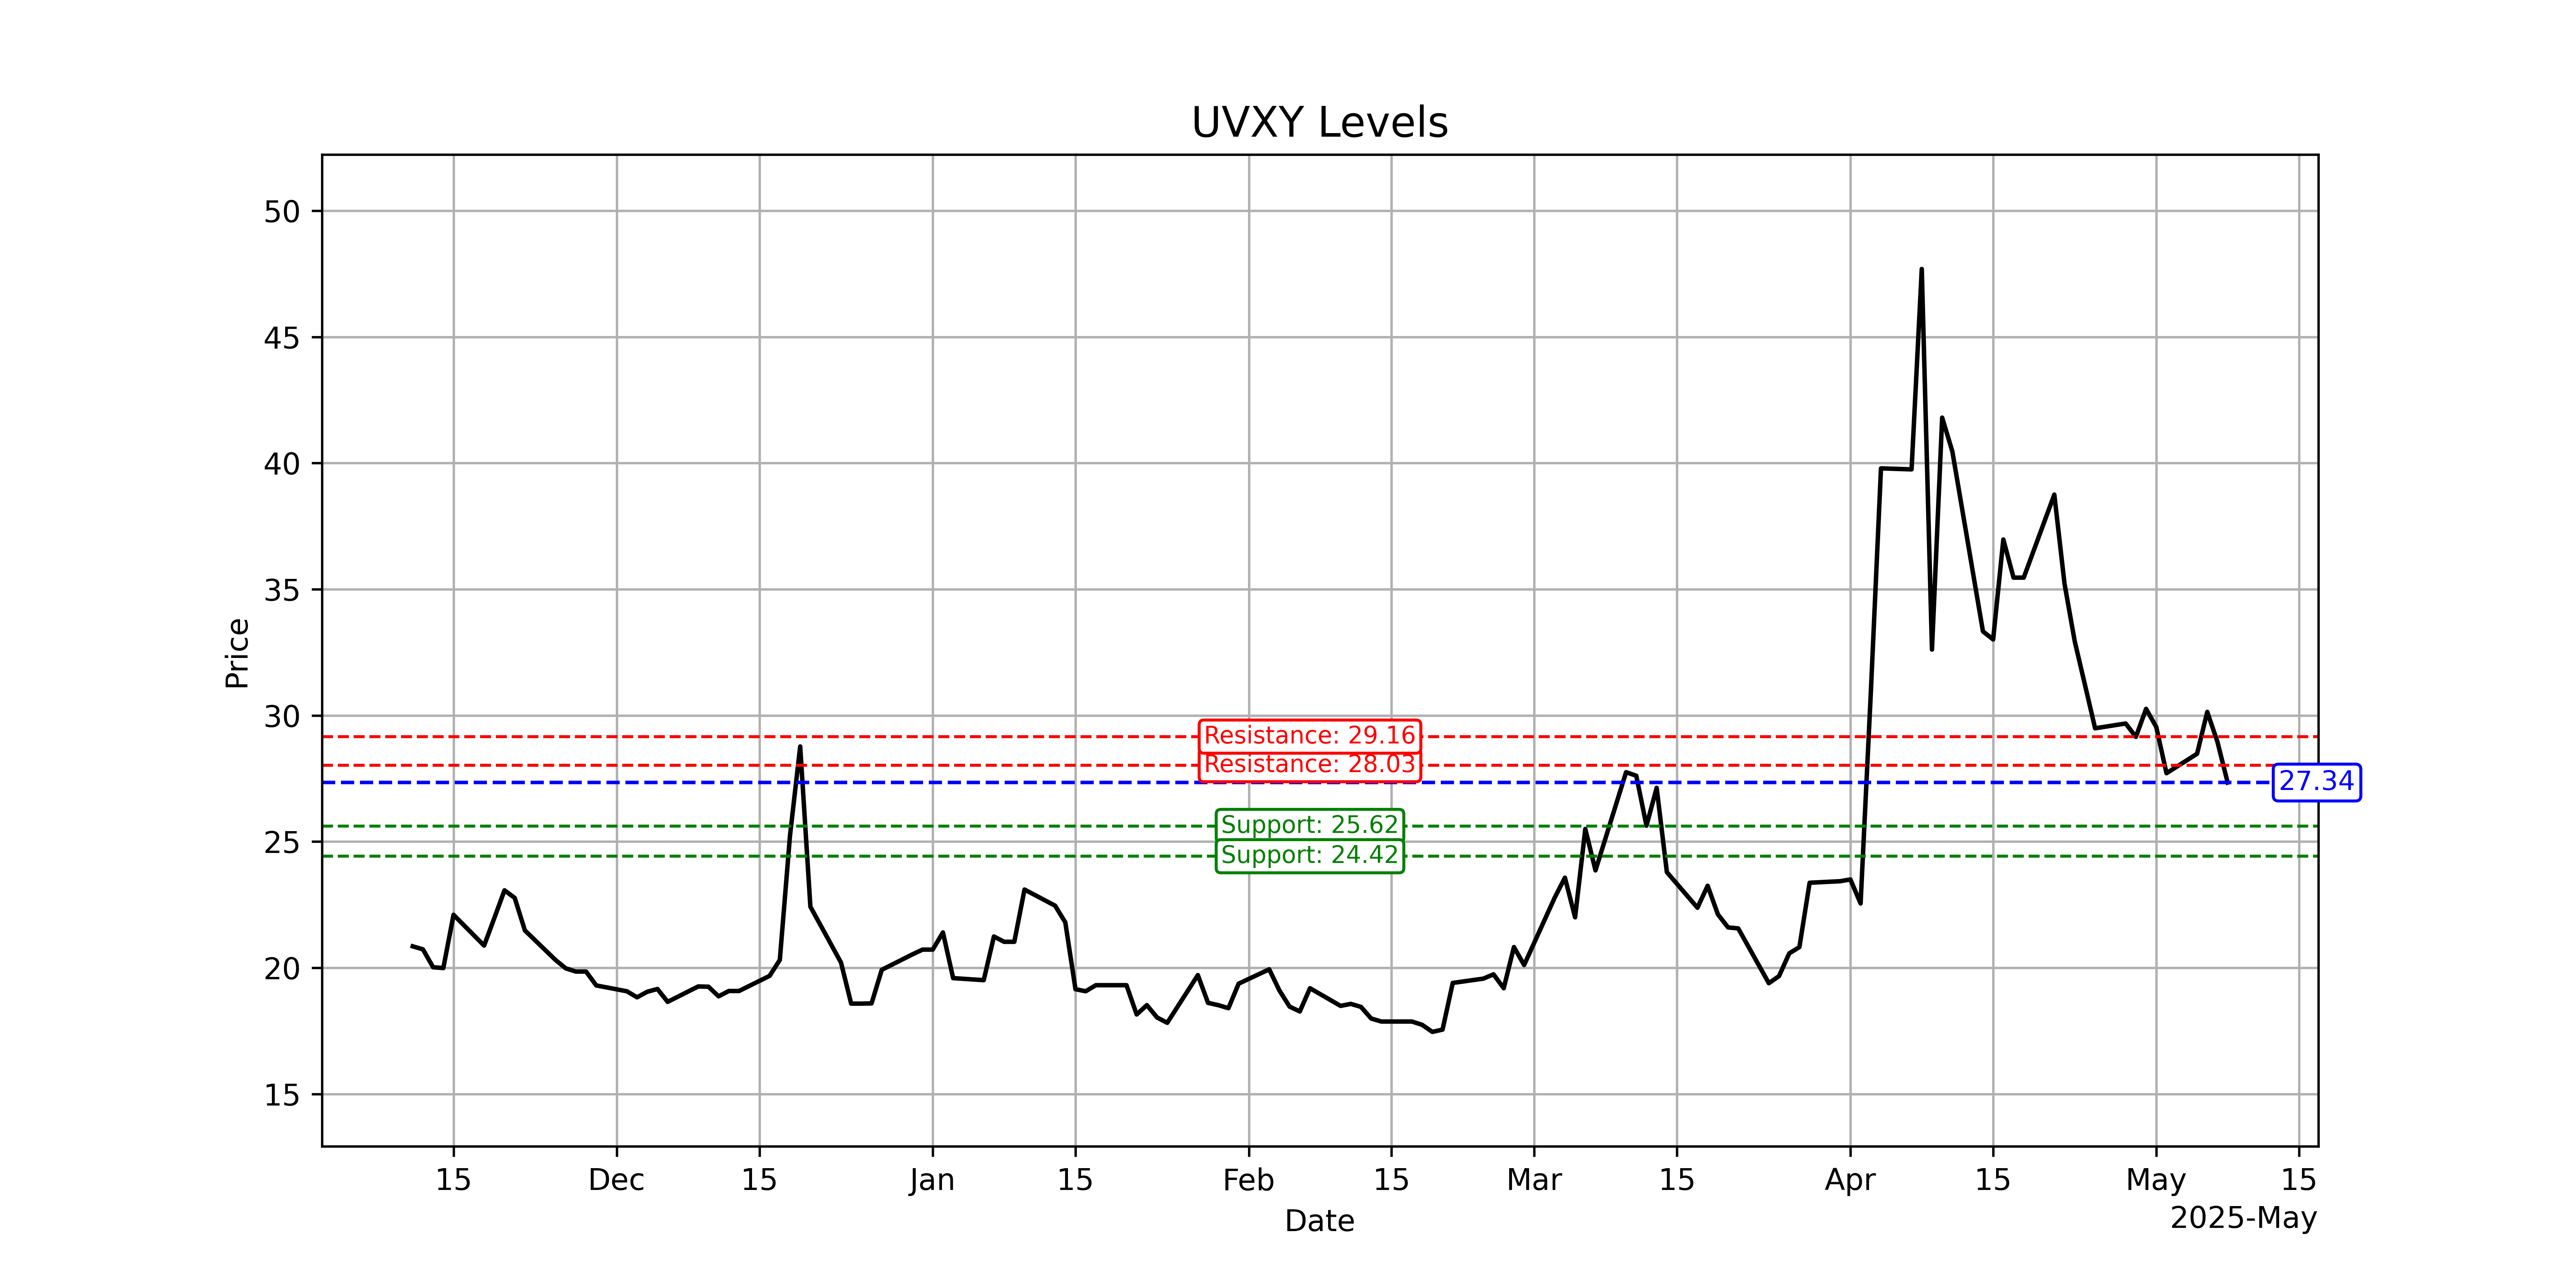 UVXY Levels
50
45
40
35
30
25
20
15
Price
Resistance: 29.16
Resistance: 28.03
27.34
Support: 25.62
Support: 24.42
15 Dec 15 Jan 15 Feb 15 Mar 15 Apr 15 May 15
Date
2025-May